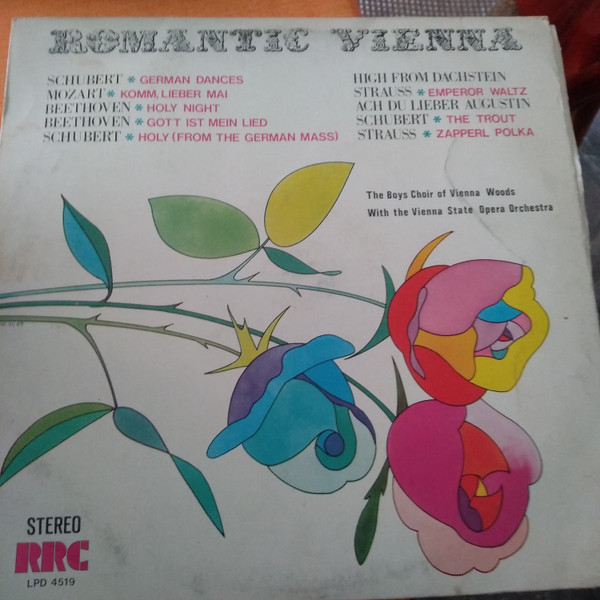 ROMANTIC VIENNA
SCHUBERT * GERMAN DANCES
MOZART * KOMM, LIEBER MAI
BEETHOVEN * HOLY NIGHT
BEETHOVEN * GOTT IST MEIN LIED
SCHUBERT * HOLY (FROM THE GERMAN MASS)
HIGH FROM DACHSTEIN
STRAUSS * EMPEROR WALTZ
ACH DU LIEBER AUGUSTIN
SCHUBERT * THE TROUT
STRAUSS * ZAPPERL POLKA
The Boys Choir of Vienna Woods
With the Vienna State Opera Orchestra
STEREO
RRC
LPD 4519